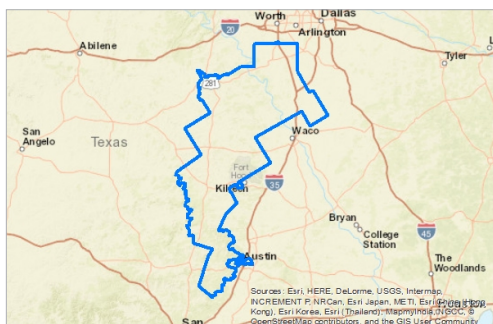 Worth
Dallas
Arlington
20
Abilene
Tyler
281
San
Angelo
Texas
Waco
Fort
Killeen
35
Bryan
College
Station
45
Austin
The
Woodlands
Houston
San
Sources: Esri, HERE, DeLorme, USGS, Intermap,
INCREMENT P, NRCan, Esri Japan, METI, Esri China (Hong
Kong), Esri Korea, Esri (Thailand), MapmyIndia, NGCC, ©
OpenStreetMap contributors, and the GIS User Community